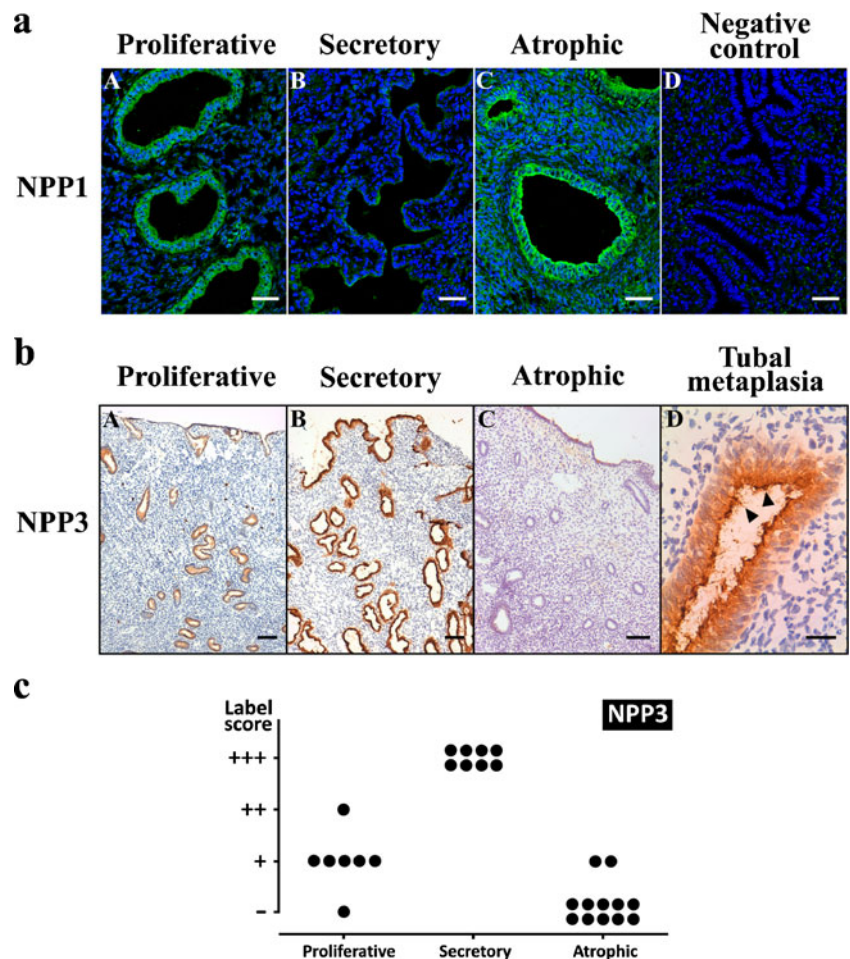 a
Proliferative Secretory Atrophic Negative control
A B C D
NPP1
b
Proliferative Secretory Atrophic Tubal metaplasia
A B C D
NPP3
c
Label score
NPP3
+++
++
+
–
Proliferative Secretory Atrophic